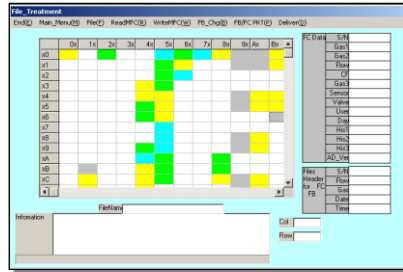 File_Treatment
End(E) Main_Menu(M) File(F) ReadMFC(R) WriteMFC(W) FB_Chg(B) FB/FC PRT(P) Deliver(D)
0x 1x 2x 3x 4x 5x 6x 7x 8x 9x Ax Bx
x0
x1
x2
x3
x4
x5
x6
x7
x8
x9
xA
xB
xC
FC Data S/N
Gas1
Gas2
Flow
CF
Gas3
Sensor
Valve
User
Day
His1
His2
His3
AD_Ver
Files Header for FC FB
S/N
Flow
Gas
Date
Time
FileName
Infomation
Col
Row